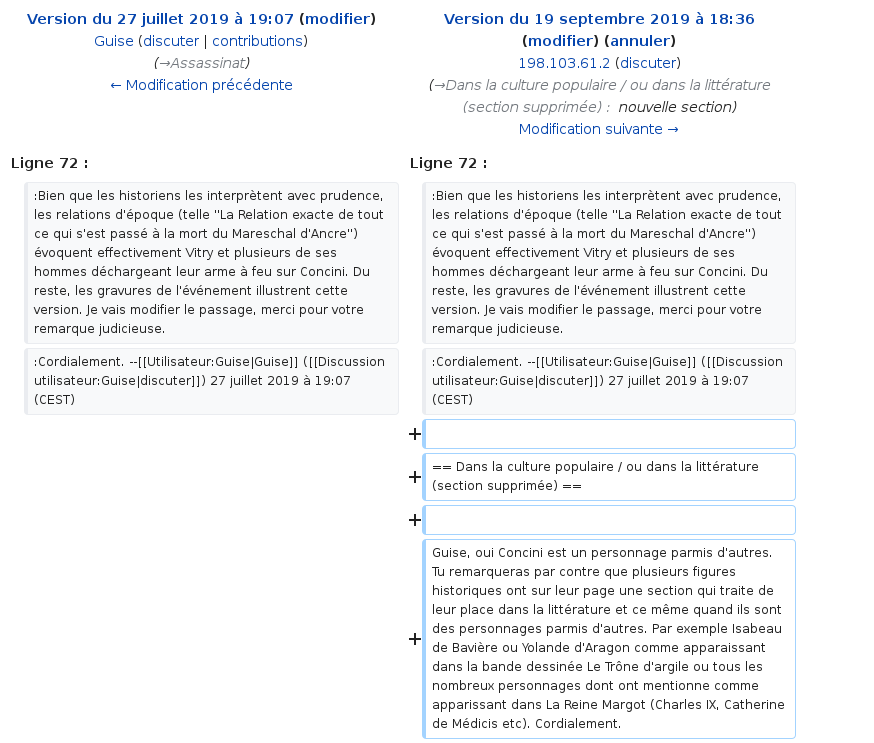 Version du 27 juillet 2019 à 19:07 (modifier)
Guise (discuter | contributions)
(→Assassinat)
← Modification précédente
Version du 19 septembre 2019 à 18:36
(modifier) (annuler)
198.103.61.2 (discuter)
(→Dans la culture populaire / ou dans la littérature
(section supprimée) : nouvelle section)
Modification suivante →
Ligne 72 :
Ligne 72 :
:Bien que les historiens les interprètent avec prudence,
les relations d'époque (telle ''La Relation exacte de tout
ce qui s'est passé à la mort du Mareschal d'Ancre'')
évoquent effectivement Vitry et plusieurs de ses
hommes déchargeant leur arme à feu sur Concini. Du
reste, les gravures de l'événement illustrent cette
version. Je vais modifier le passage, merci pour votre
remarque judicieuse.
:Bien que les historiens les interprètent avec prudence,
les relations d'époque (telle ''La Relation exacte de tout
ce qui s'est passé à la mort du Mareschal d'Ancre'')
évoquent effectivement Vitry et plusieurs de ses
hommes déchargeant leur arme à feu sur Concini. Du
reste, les gravures de l'événement illustrent cette
version. Je vais modifier le passage, merci pour votre
remarque judicieuse.
:Cordialement. --[[Utilisateur:Guise|Guise]] ([[Discussion
utilisateur:Guise|discuter]]) 27 juillet 2019 à 19:07
(CEST)
:Cordialement. --[[Utilisateur:Guise|Guise]] ([[Discussion
utilisateur:Guise|discuter]]) 27 juillet 2019 à 19:07
(CEST)
+
+
== Dans la culture populaire / ou dans la littérature
(section supprimée) ==
+
+
Guise, oui Concini est un personnage parmis d'autres.
Tu remarqueras par contre que plusieurs figures
historiques ont sur leur page une section qui traite de
leur place dans la littérature et ce même quand ils sont
des personnages parmis d'autres. Par exemple Isabeau
de Bavière ou Yolande d'Aragon comme apparaissant
dans la bande dessinée Le Trône d'argile ou tous les
nombreux personnages dont ont mentionne comme
apparissant dans La Reine Margot (Charles IX, Catherine
de Médicis etc). Cordialement.